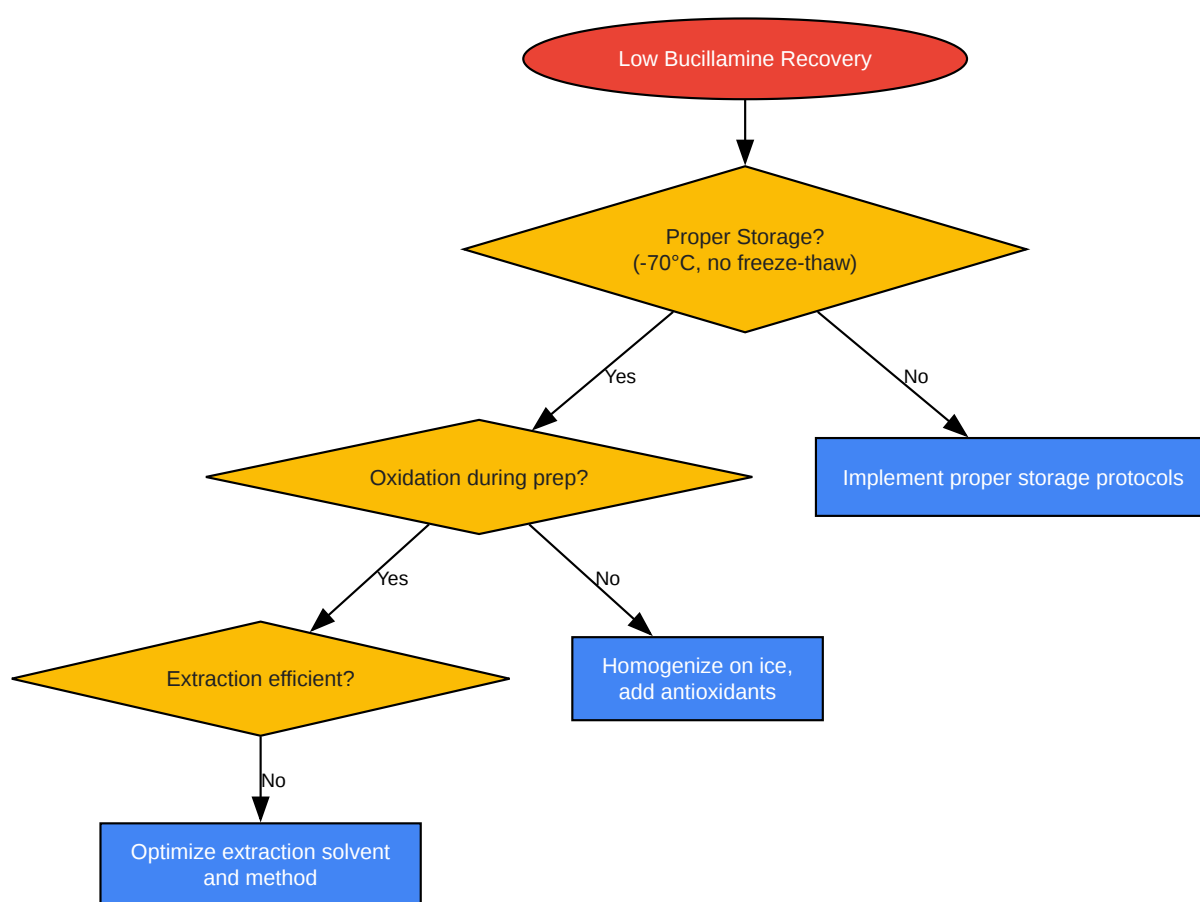 Low Bucillamine Recovery
Proper Storage?
(-70°C, no freeze-thaw)
Yes
No
Oxidation during prep?
Implement proper storage protocols
Yes
No
Extraction efficient?
Homogenize on ice,
add antioxidants
No
Optimize extraction solvent
and method